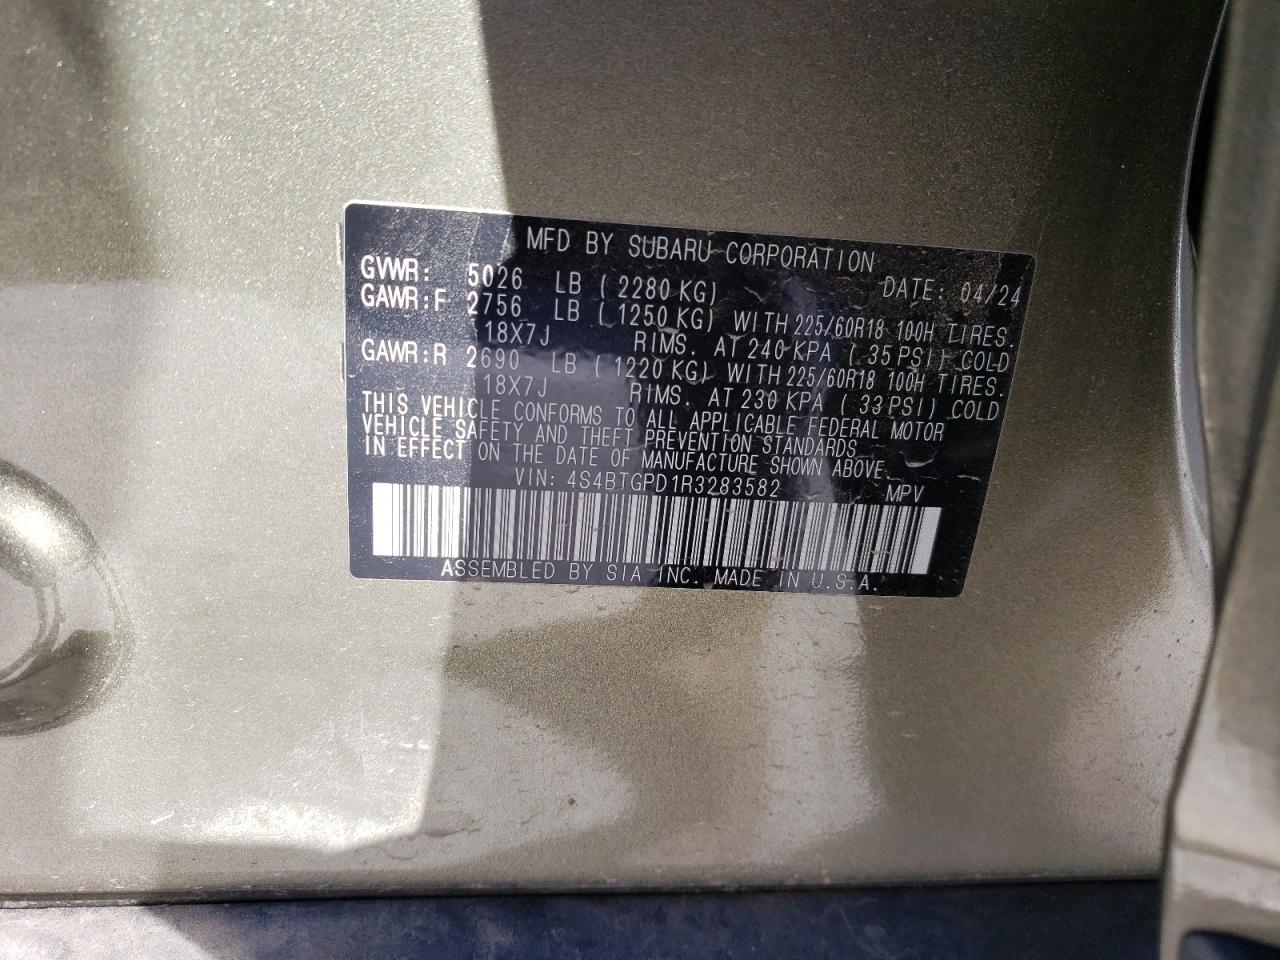 MFD BY SUBARU CORPORATION
GVWR: 5026 LB ( 2280 KG) DATE: 04/24
GAWR:F 2756 LB ( 1250 KG) WITH 225/60R18 100H TIRES.
18X7J RIMS. AT 240 KPA ( 35 PSI) COLD
GAWR:R 2690 LB ( 1220 KG) WITH 225/60R18 100H TIRES.
18X7J RIMS. AT 230 KPA ( 33 PSI) COLD
THIS VEHICLE CONFORMS TO ALL APPLICABLE FEDERAL MOTOR
VEHICLE SAFETY AND THEFT PREVENTION STANDARDS
IN EFFECT ON THE DATE OF MANUFACTURE SHOWN ABOVE.
VIN: 4S4BTGPD1R3283582 MPV
ASSEMBLED BY SIA INC. MADE IN U.S.A.